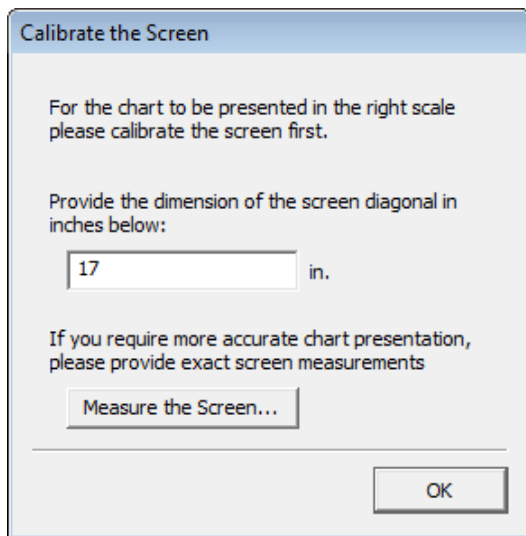 Calibrate the Screen
For the chart to be presented in the right scale
please calibrate the screen first.
Provide the dimension of the screen diagonal in
inches below:
17 in.
If you require more accurate chart presentation,
please provide exact screen measurements
Measure the Screen...
OK